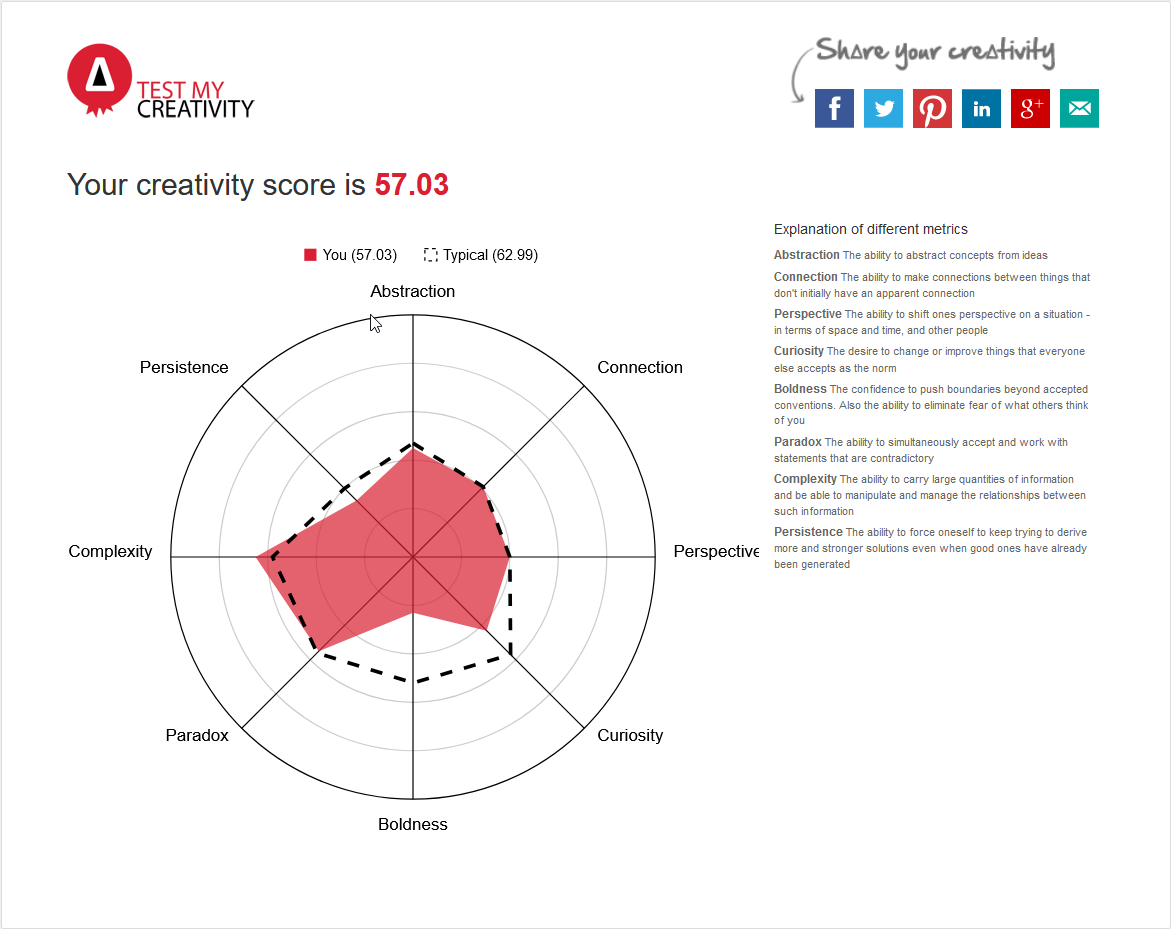 TEST MY
CREATIVITY
Share your creativity
f
in
g+
Your creativity score is 57.03
You (57.03)
Typical (62.99)
Abstraction
Persistence
Connection
Complexity
Perspective
Paradox
Curiosity
Boldness
Explanation of different metrics
Abstraction The ability to abstract concepts from ideas
Connection The ability to make connections between things that
don't initially have an apparent connection
Perspective The ability to shift ones perspective on a situation -
in terms of space and time, and other people
Curiosity The desire to change or improve things that everyone
else accepts as the norm
Boldness The confidence to push boundaries beyond accepted
conventions. Also the ability to eliminate fear of what others think
of you
Paradox The ability to simultaneously accept and work with
statements that are contradictory
Complexity The ability to carry large quantities of information
and be able to manipulate and manage the relationships between
such information
Persistence The ability to force oneself to keep trying to derive
more and stronger solutions even when good ones have already
been generated